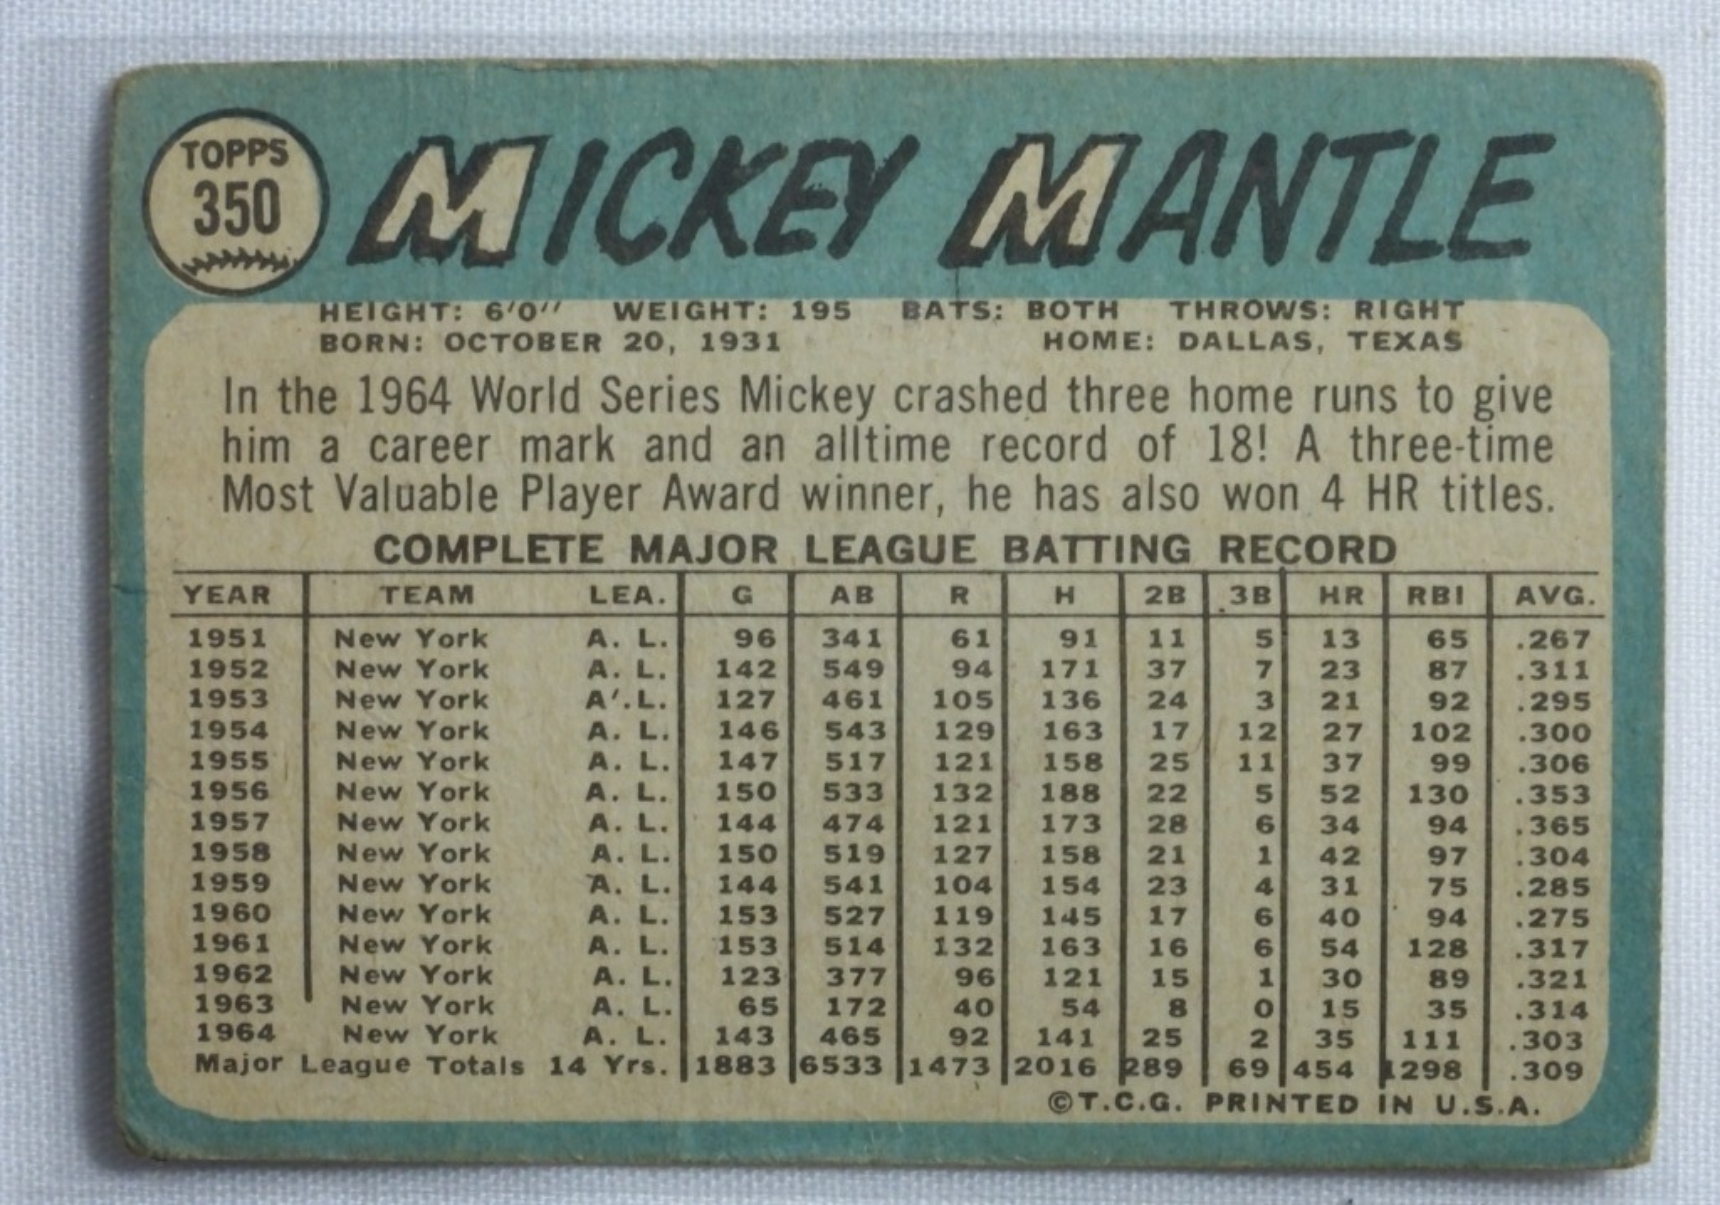 TOPPS
350
MICKEY MANTLE
HEIGHT: 6'0" WEIGHT: 195 BATS: BOTH THROWS: RIGHT
BORN: OCTOBER 20, 1931 HOME: DALLAS, TEXAS
In the 1964 World Series Mickey crashed three home runs to give
him a career mark and an alltime record of 18! A three-time
Most Valuable Player Award winner, he has also won 4 HR titles.
COMPLETE MAJOR LEAGUE BATTING RECORD
YEAR TEAM LEA. G AB R H 2B 3B HR RBI AVG.
1951 New York A. L. 96 341 61 91 11 5 13 65 .267
1952 New York A. L. 142 549 94 171 37 7 23 87 .311
1953 New York A'.L. 127 461 105 136 24 3 21 92 .295
1954 New York A. L. 146 543 129 163 17 12 27 102 .300
1955 New York A. L. 147 517 121 158 25 11 37 99 .306
1956 New York A. L. 150 533 132 188 22 5 52 130 .353
1957 New York A. L. 144 474 121 173 28 6 34 94 .365
1958 New York A. L. 150 519 127 158 21 1 42 97 .304
1959 New York A. L. 144 541 104 154 23 4 31 75 .285
1960 New York A. L. 153 527 119 145 17 6 40 94 .275
1961 New York A. L. 153 514 132 163 16 6 54 128 .317
1962 New York A. L. 123 377 96 121 15 1 30 89 .321
1963 New York A. L. 65 172 40 54 8 0 15 35 .314
1964 New York A. L. 143 465 92 141 25 2 35 111 .303
Major League Totals 14 Yrs. 1883 6533 1473 2016 289 69 454 1298 .309
©T.C.G. PRINTED IN U.S.A.